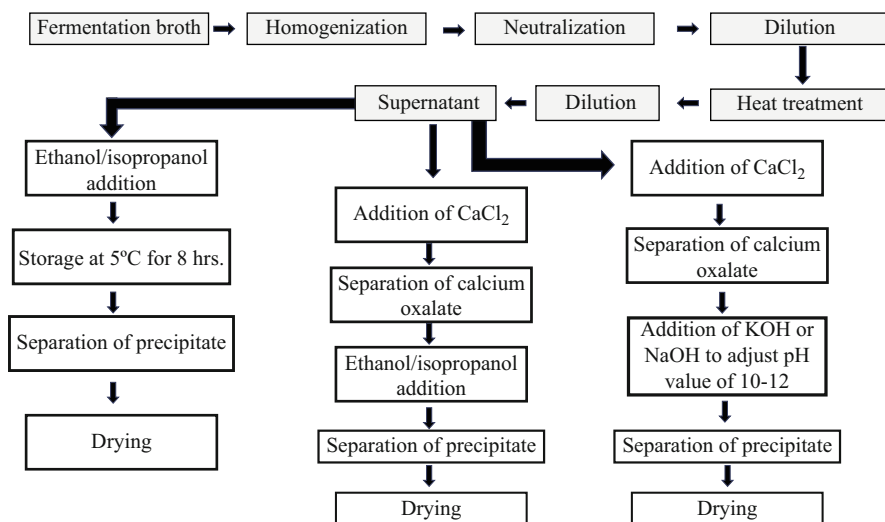 Fermentation broth
Homogenization
Neutralization
Dilution
Heat treatment
Dilution
Supernatant
Ethanol/isopropanol
addition
Storage at 5ºC for 8 hrs.
Separation of precipitate
Drying
Addition of CaCl₂
Separation of calcium
oxalate
Ethanol/isopropanol
addition
Separation of precipitate
Drying
Addition of CaCl₂
Separation of calcium
oxalate
Addition of KOH or
NaOH to adjust pH
value of 10-12
Separation of precipitate
Drying